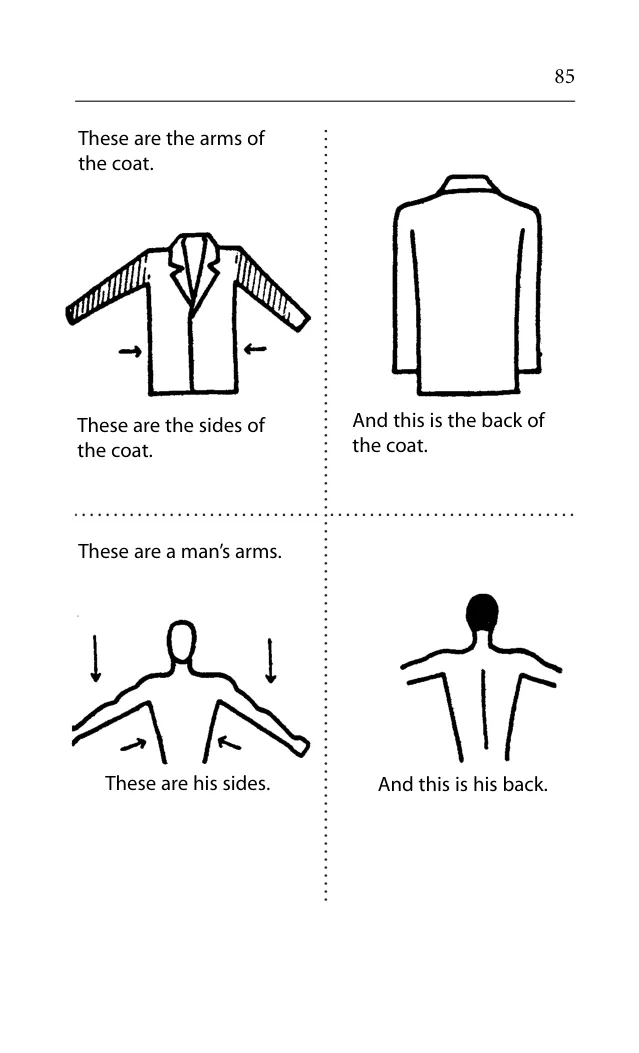 85
These are the arms of
the coat.
These are the sides of
the coat.
And this is the back of
the coat.
These are a man’s arms.
These are his sides.
And this is his back.